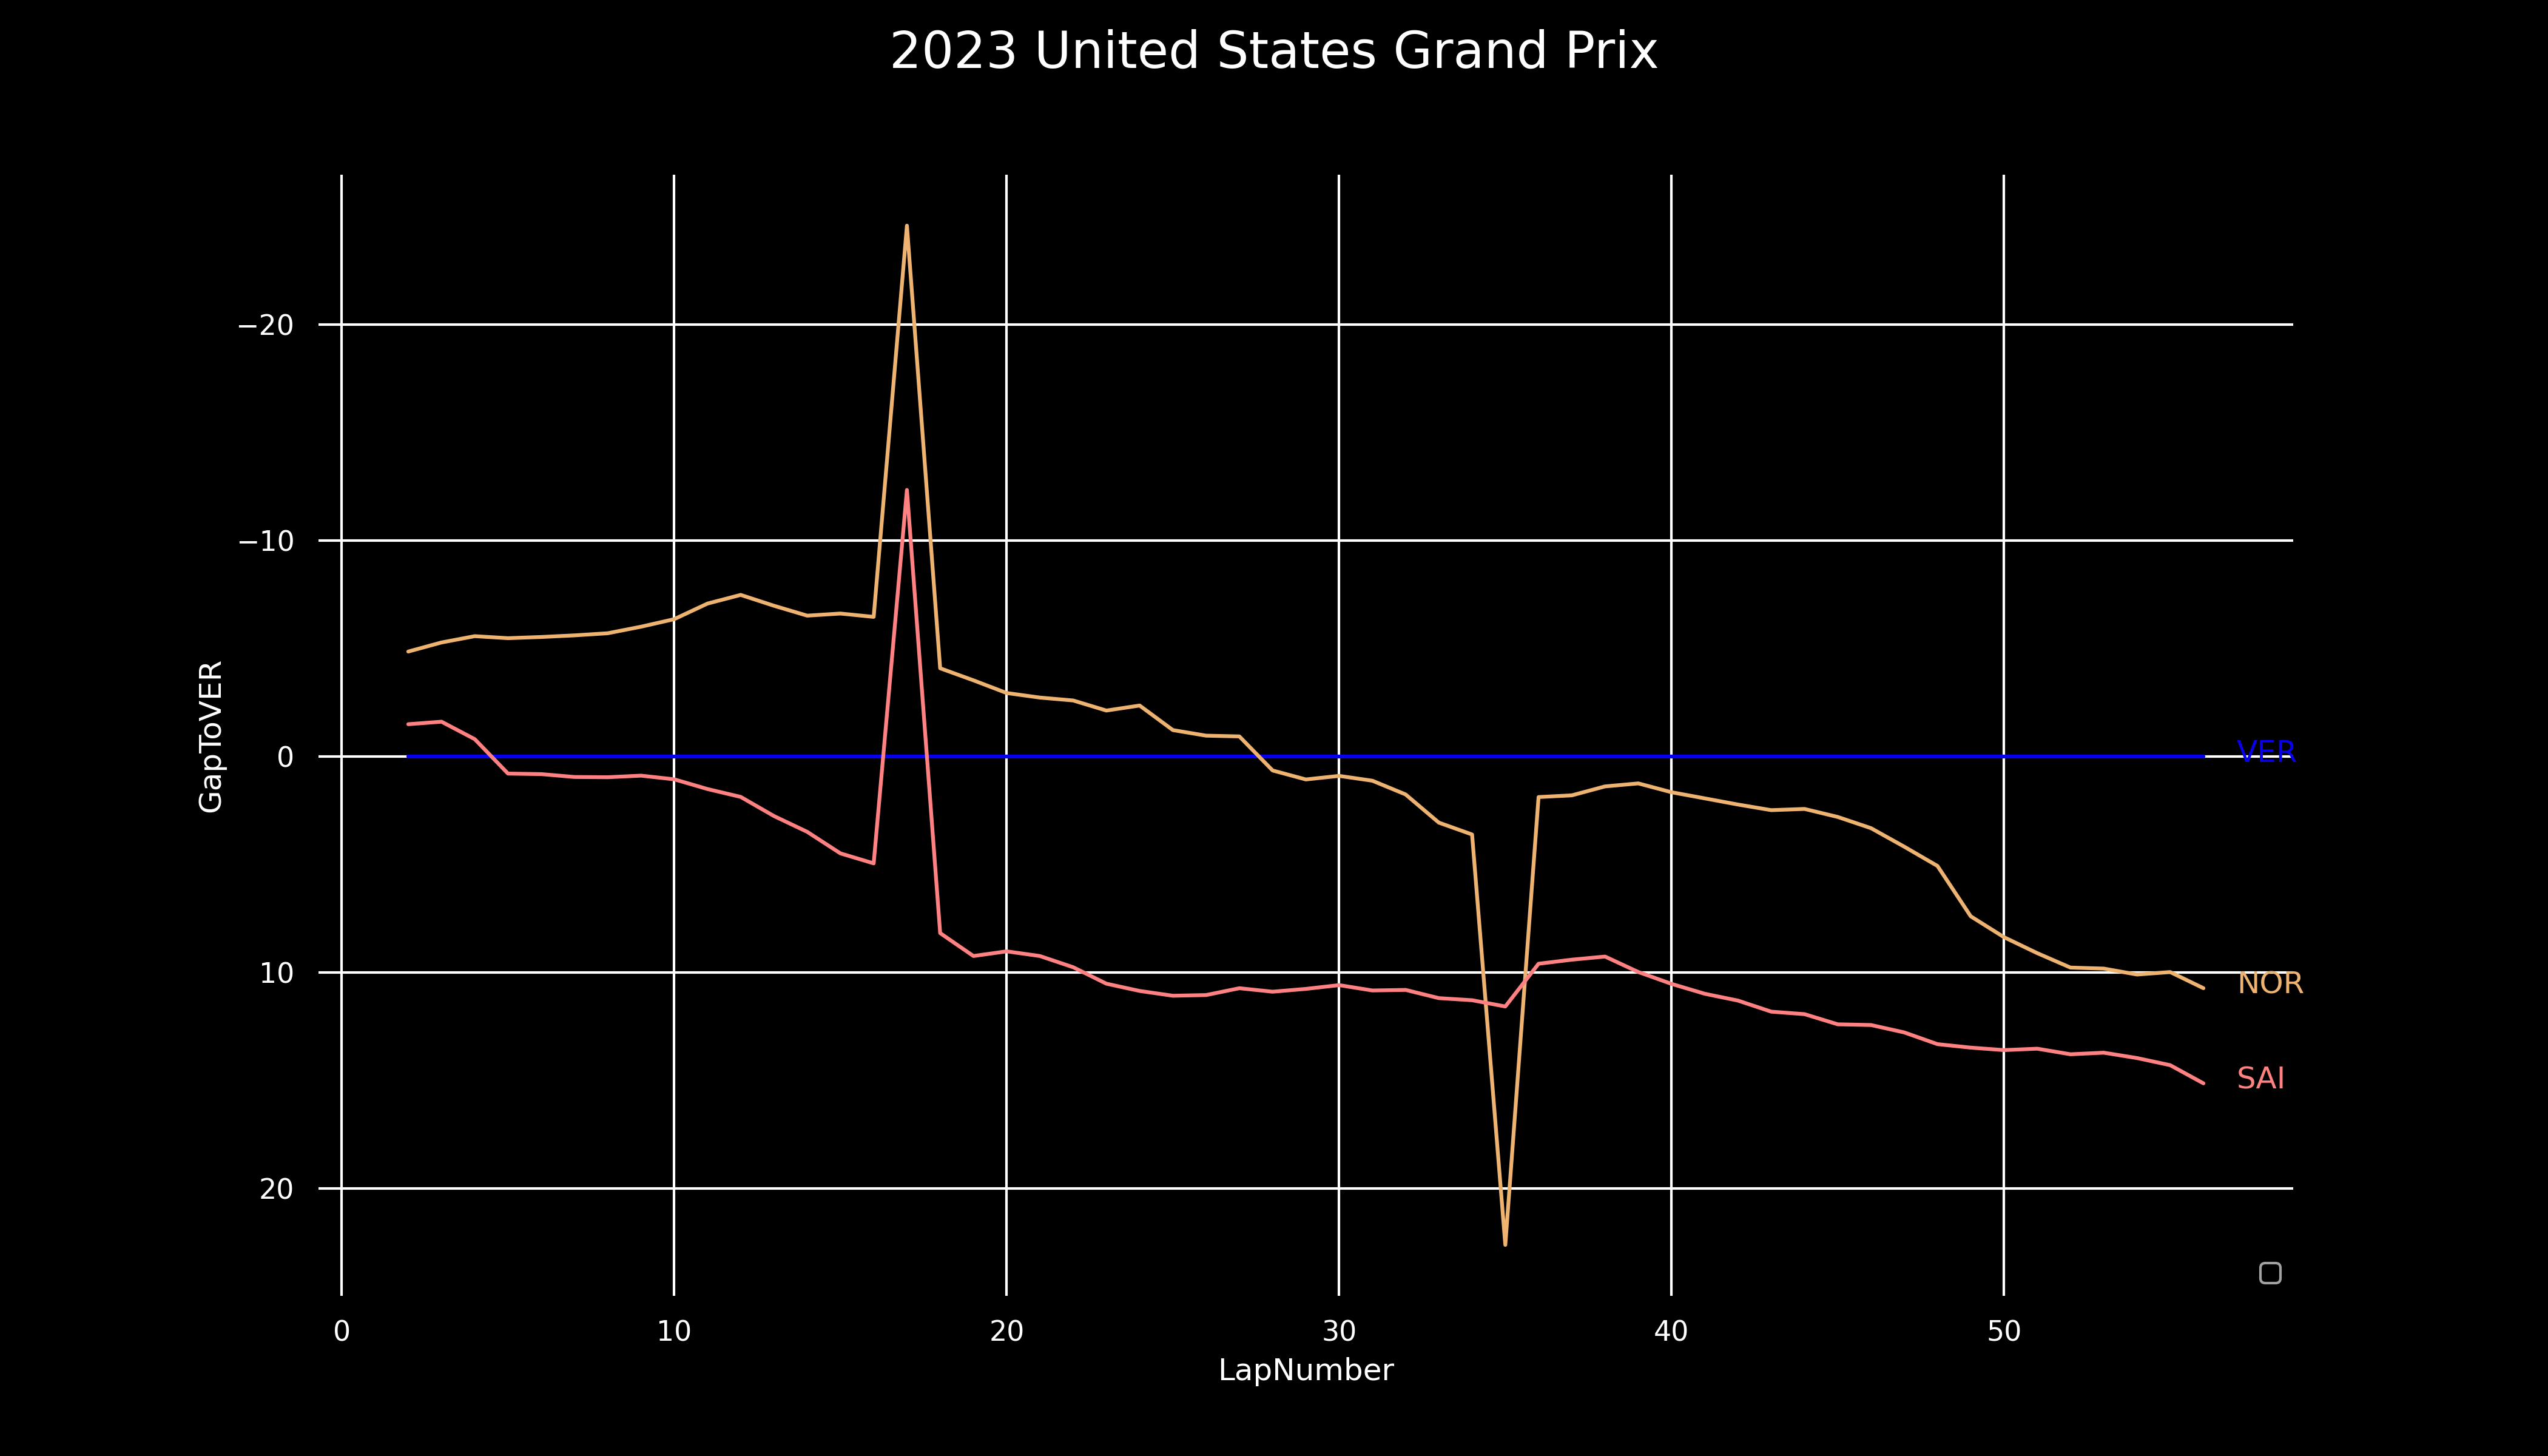 2023 United States Grand Prix
−20
−10
0
10
20
GapToVER
VER
NOR
SAI
0 10 20 30 40 50
LapNumber